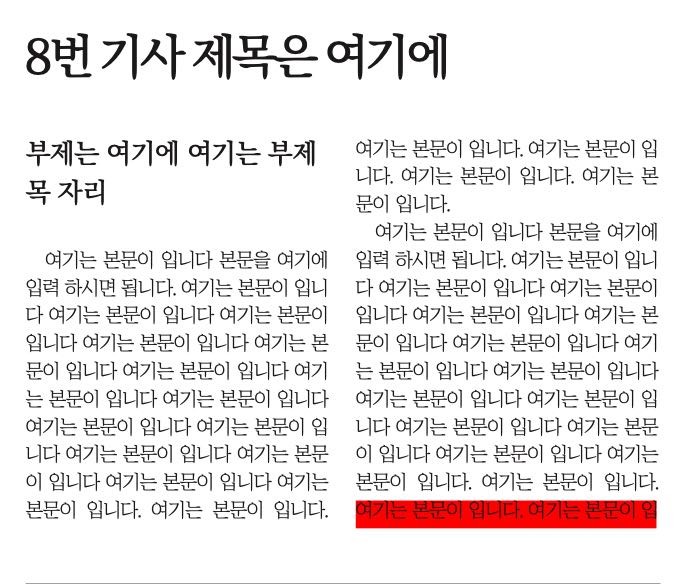 8번 기사 제목은 여기에
부제는 여기에 여기는 부제
목 자리
여기는 본문이 입니다 본문을 여기에
입력 하시면 됩니다. 여기는 본문이 입니
다 여기는 본문이 입니다 여기는 본문이
입니다 여기는 본문이 입니다 여기는 본
문이 입니다 여기는 본문이 입니다 여기
는 본문이 입니다 여기는 본문이 입니다
여기는 본문이 입니다 여기는 본문이 입
니다 여기는 본문이 입니다 여기는 본문
이 입니다 여기는 본문이 입니다 여기는
본문이 입니다. 여기는 본문이 입니다.
여기는 본문이 입니다. 여기는 본문이 입
니다. 여기는 본문이 입니다. 여기는 본
문이 입니다.
여기는 본문이 입니다 본문을 여기에
입력 하시면 됩니다. 여기는 본문이 입니
다 여기는 본문이 입니다 여기는 본문이
입니다 여기는 본문이 입니다 여기는 본
문이 입니다 여기는 본문이 입니다 여기
는 본문이 입니다 여기는 본문이 입니다
여기는 본문이 입니다 여기는 본문이 입
니다 여기는 본문이 입니다 여기는 본문
이 입니다 여기는 본문이 입니다 여기는
본문이 입니다. 여기는 본문이 입니다.
여기는 본문이 입니다. 여기는 본문이 입